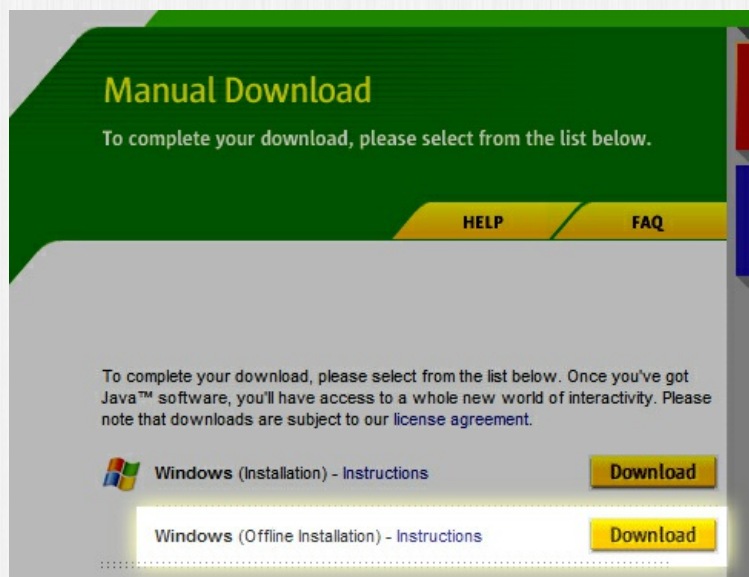 Manual Download
To complete your download, please select from the list below.
HELP
FAQ
To complete your download, please select from the list below. Once you've got
Java™ software, you'll have access to a whole new world of interactivity. Please
note that downloads are subject to our license agreement.
Windows (Installation) - Instructions
Download
Windows (Offline Installation) - Instructions
Download